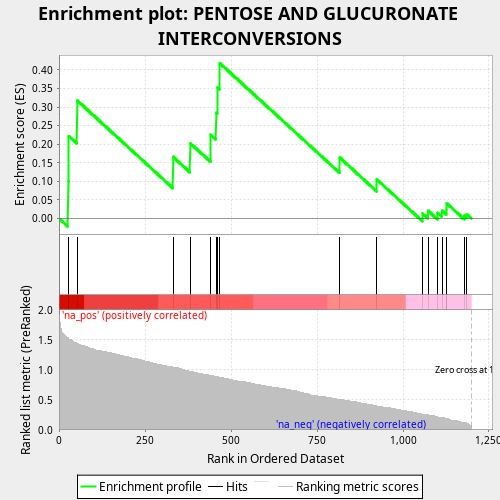 Enrichment plot: PENTOSE AND GLUCURONATE
INTERCONVERSIONS
Enrichment score (ES)
0.40
0.35
0.30
0.25
0.20
0.15
0.10
0.05
0.00
'na_pos' (positively correlated)
Ranked list metric (PreRanked)
2.0
1.5
1.0
0.5
0.0
Zero cross at 1
'na_neg' (negatively correlated)
0
250
500
750
1,000
1,250
Rank in Ordered Dataset
Enrichment profile
Hits
Ranking metric scores